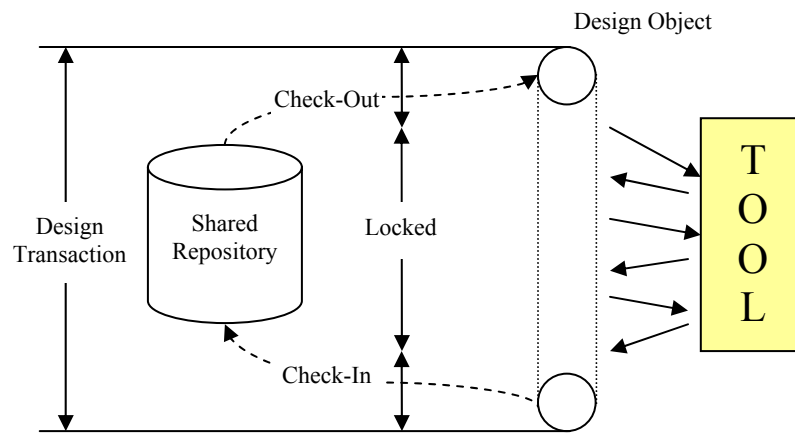 Design Object
Check-Out
Design
Transaction
Shared
Repository
Locked
Check-In
T
O
O
L